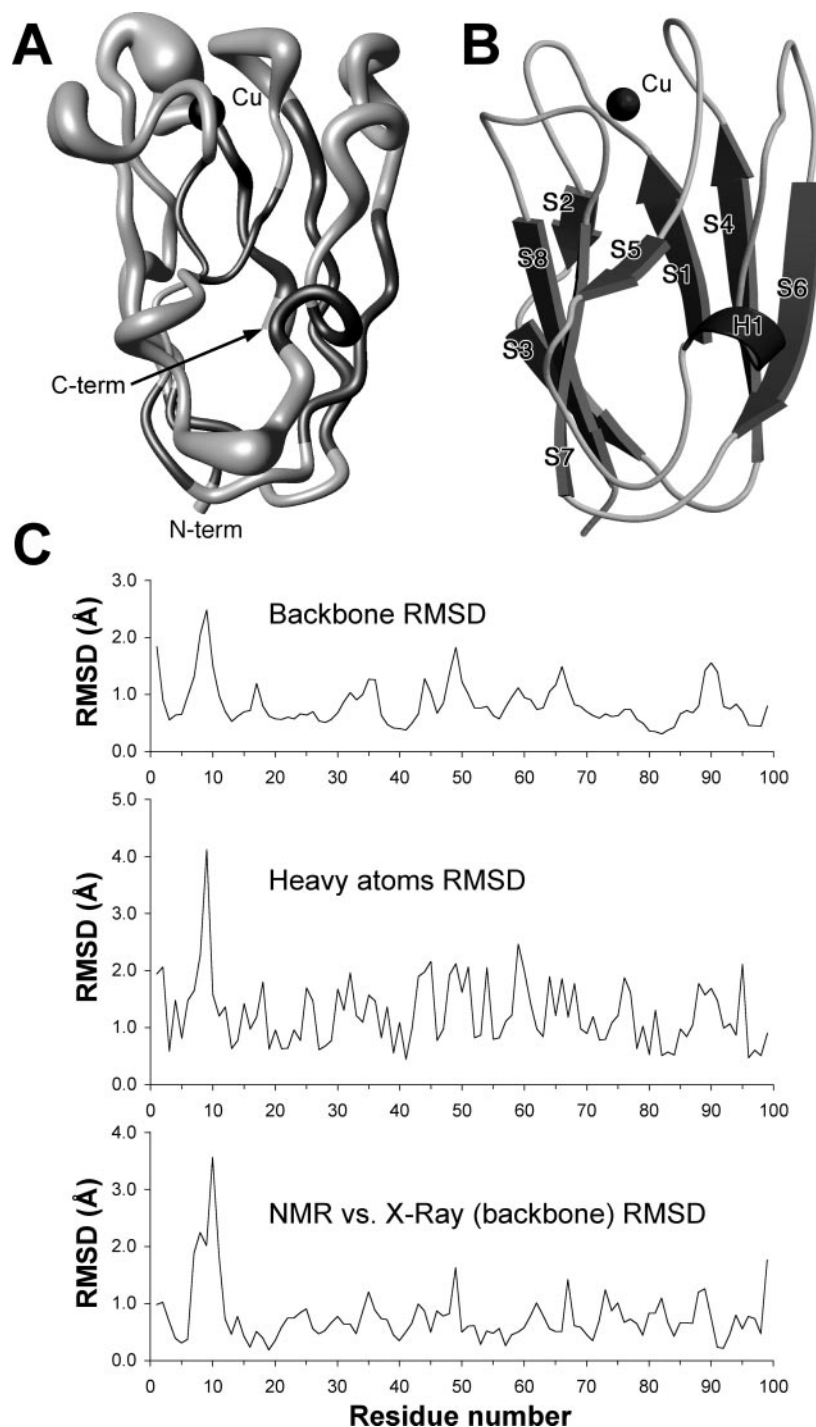 A
B
Cu
Cu
S2
S8
S5
S4
S1
S6
H1
S3
S7
C-term
N-term
C
Backbone RMSD
RMSD (Å)
3.0
2.0
1.0
0.0
0 10 20 30 40 50 60 70 80 90 100
Heavy atoms RMSD
RMSD (Å)
5.0
4.0
3.0
2.0
1.0
0.0
0 10 20 30 40 50 60 70 80 90 100
NMR vs. X-Ray (backbone) RMSD
RMSD (Å)
4.0
3.0
2.0
1.0
0.0
0 10 20 30 40 50 60 70 80 90 100
Residue number